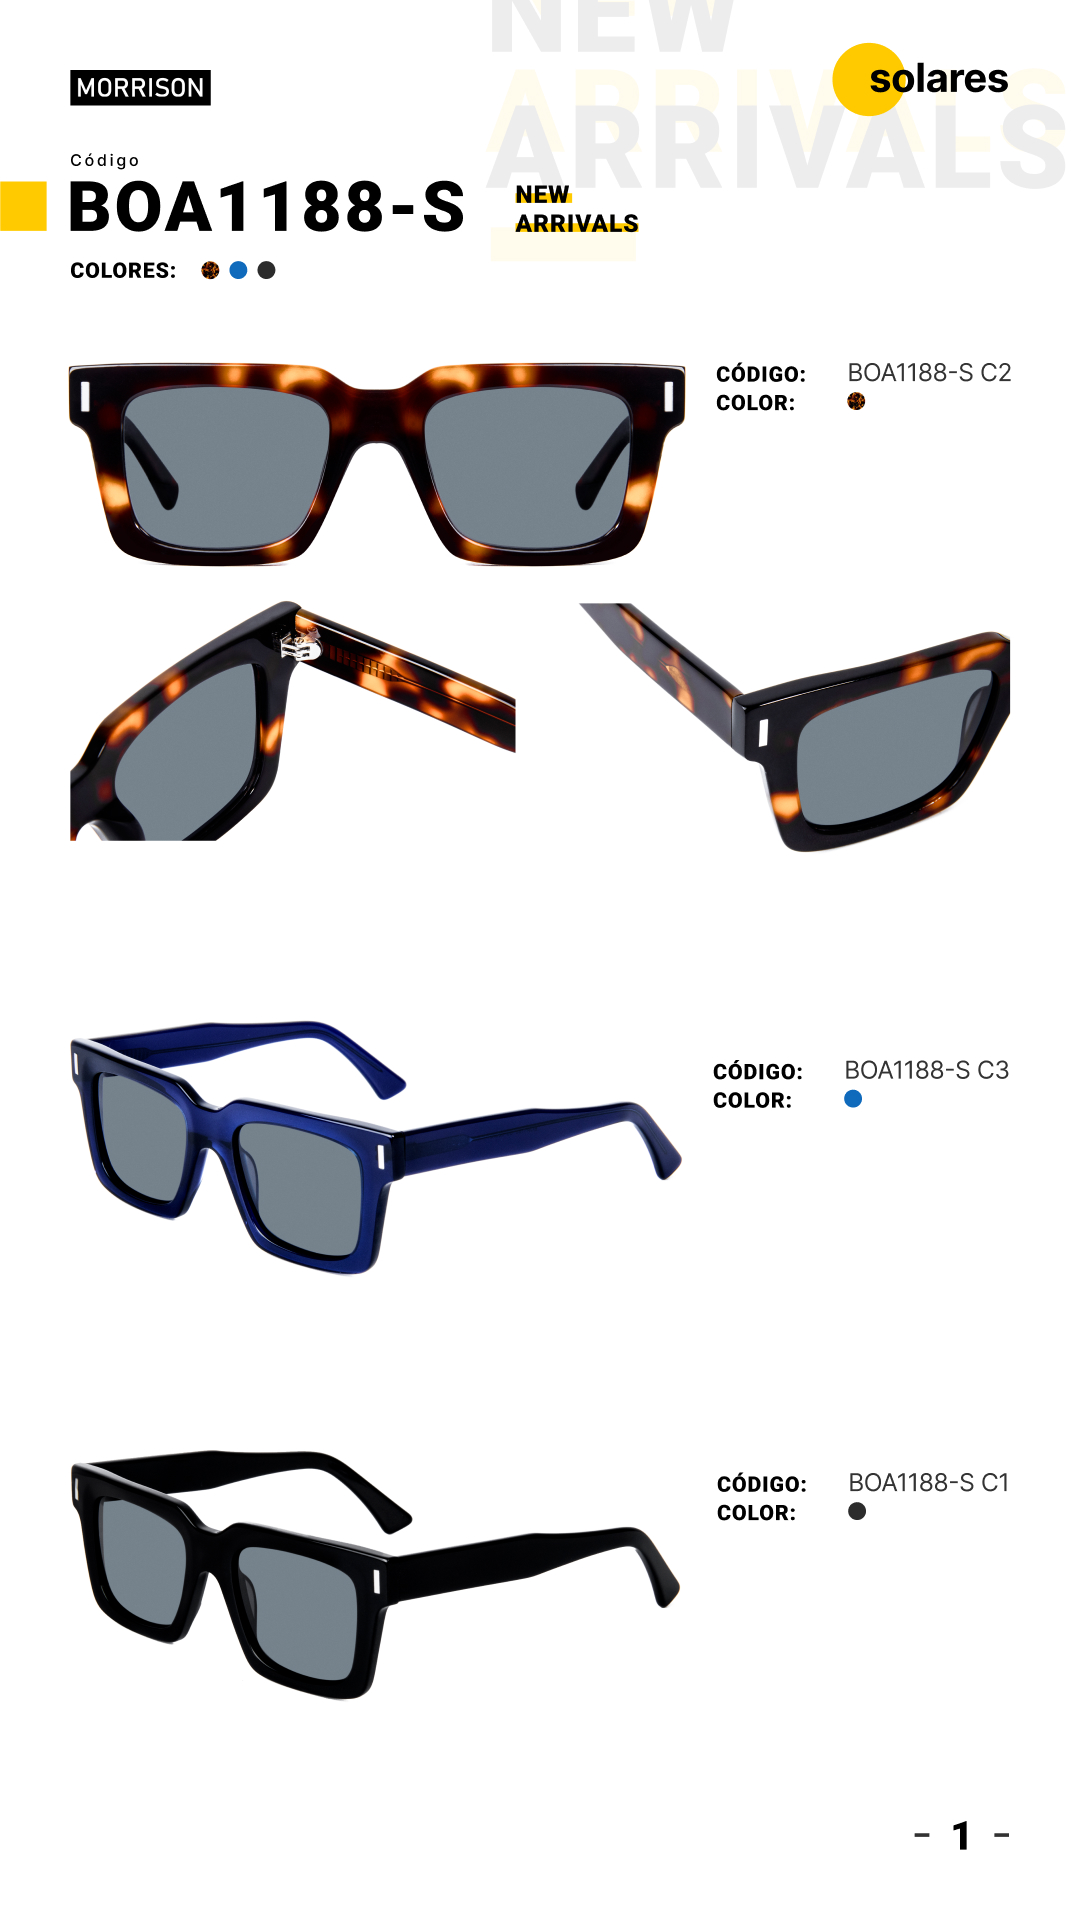 NEW
ARRIVALS
ARRIVALS
MORRISON
solares
Código
BOA1188-S
NEW
ARRIVALS
COLORES:
CÓDIGO: BOA1188-S C2
COLOR:
CÓDIGO: BOA1188-S C3
COLOR:
CÓDIGO: BOA1188-S C1
COLOR:
- 1 -